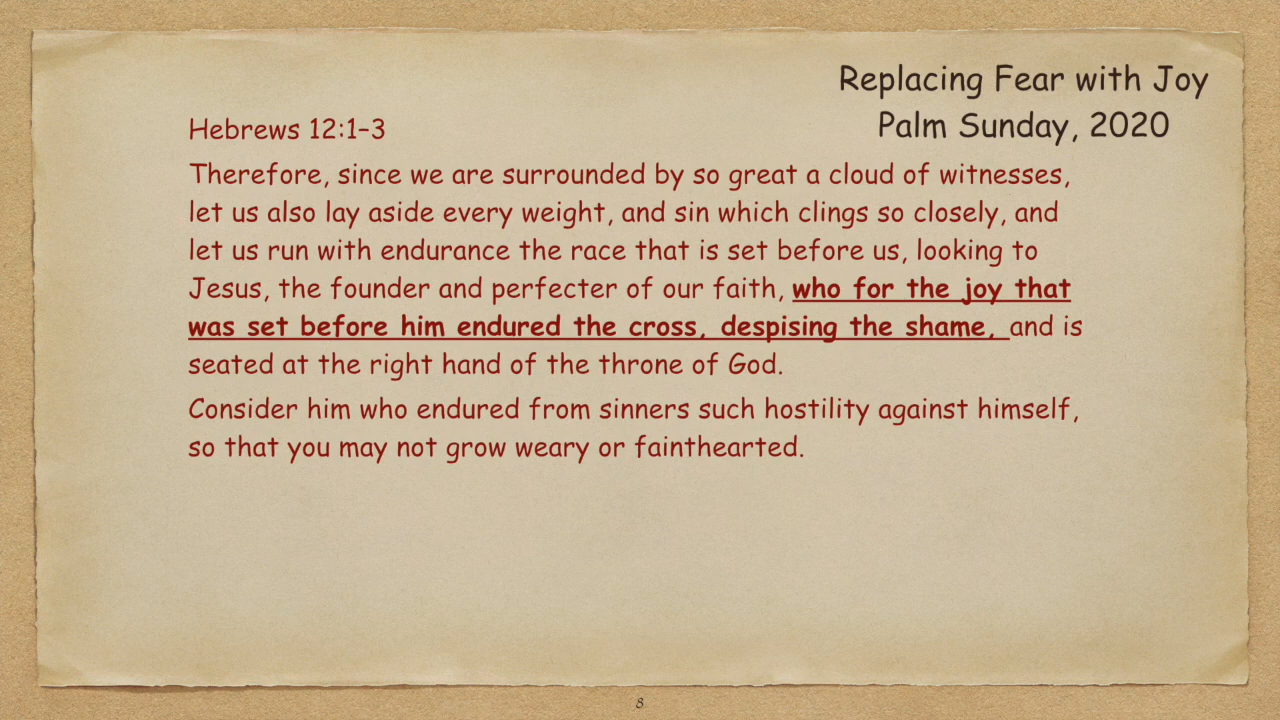 Replacing Fear with Joy
Palm Sunday, 2020
Hebrews 12:1–3
Therefore, since we are surrounded by so great a cloud of witnesses,
let us also lay aside every weight, and sin which clings so closely, and
let us run with endurance the race that is set before us, looking to
Jesus, the founder and perfecter of our faith, who for the joy that
was set before him endured the cross, despising the shame, and is
seated at the right hand of the throne of God.
Consider him who endured from sinners such hostility against himself,
so that you may not grow weary or fainthearted.
8